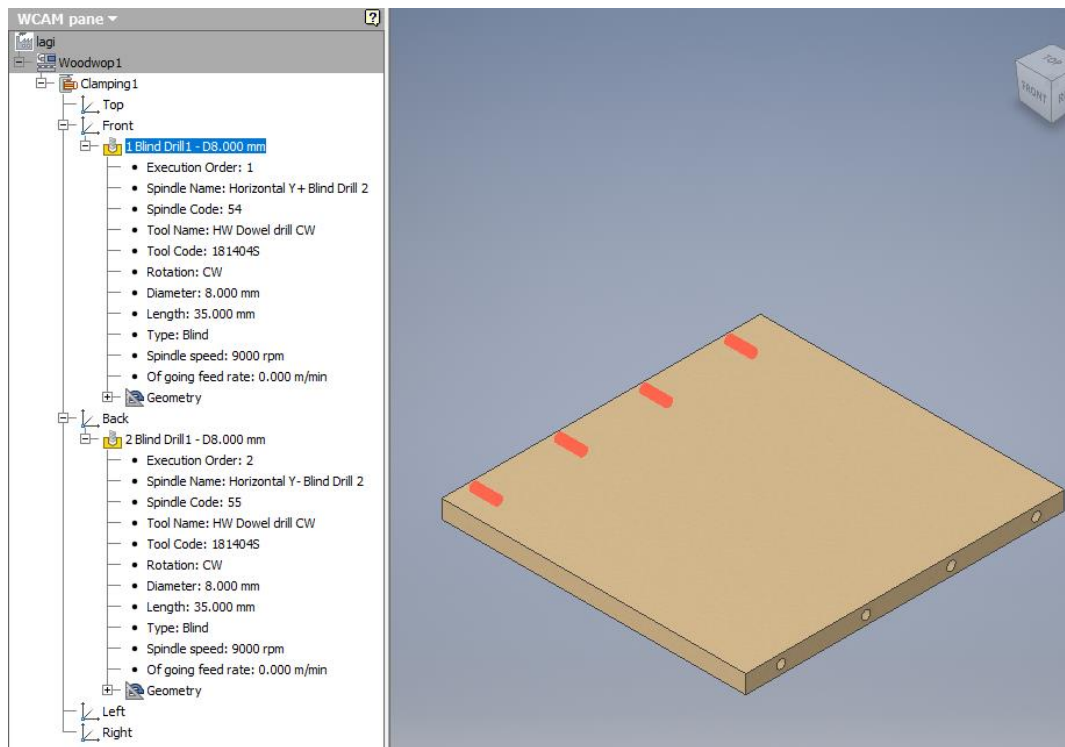 WCAM pane
lagi
Woodwop1
Clamping1
Top
Front
1 Blind Drill1 - D8.000 mm
Execution Order: 1
Spindle Name: Horizontal Y+ Blind Drill 2
Spindle Code: 54
Tool Name: HW Dowel drill CW
Tool Code: 181404S
Rotation: CW
Diameter: 8.000 mm
Length: 35.000 mm
Type: Blind
Spindle speed: 9000 rpm
Of going feed rate: 0.000 m/min
Geometry
Back
2 Blind Drill1 - D8.000 mm
Execution Order: 2
Spindle Name: Horizontal Y- Blind Drill 2
Spindle Code: 55
Tool Name: HW Dowel drill CW
Tool Code: 181404S
Rotation: CW
Diameter: 8.000 mm
Length: 35.000 mm
Type: Blind
Spindle speed: 9000 rpm
Of going feed rate: 0.000 m/min
Geometry
Left
Right
TOP
FRONT